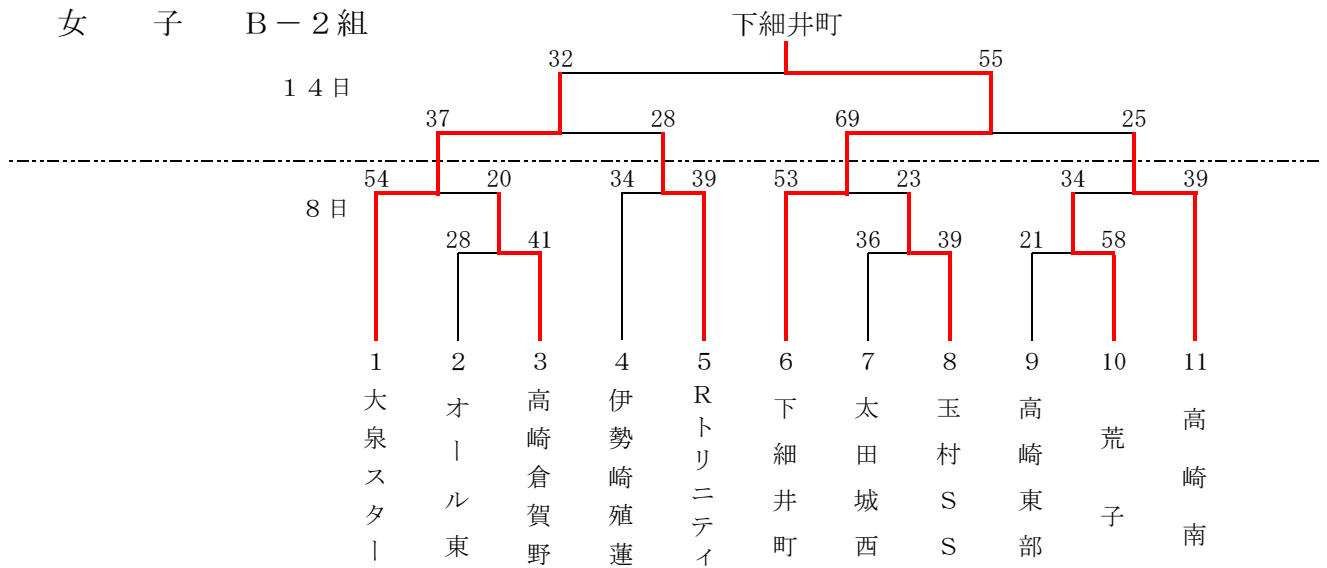 女 子 Ｂ－２組
下細井町
32 55
１４日
37 28 69 25
54 20 34 39 53 23 34 39
８日
28 41 36 39 21 58
1 2 3 4 5 6 7 8 9 10 11
大泉スター
オール東
高崎倉賀野
伊勢崎殖蓮
Ｒトリニティ
下細井町
太田城西
玉村ＳＳ
高崎東部
荒子
高崎南